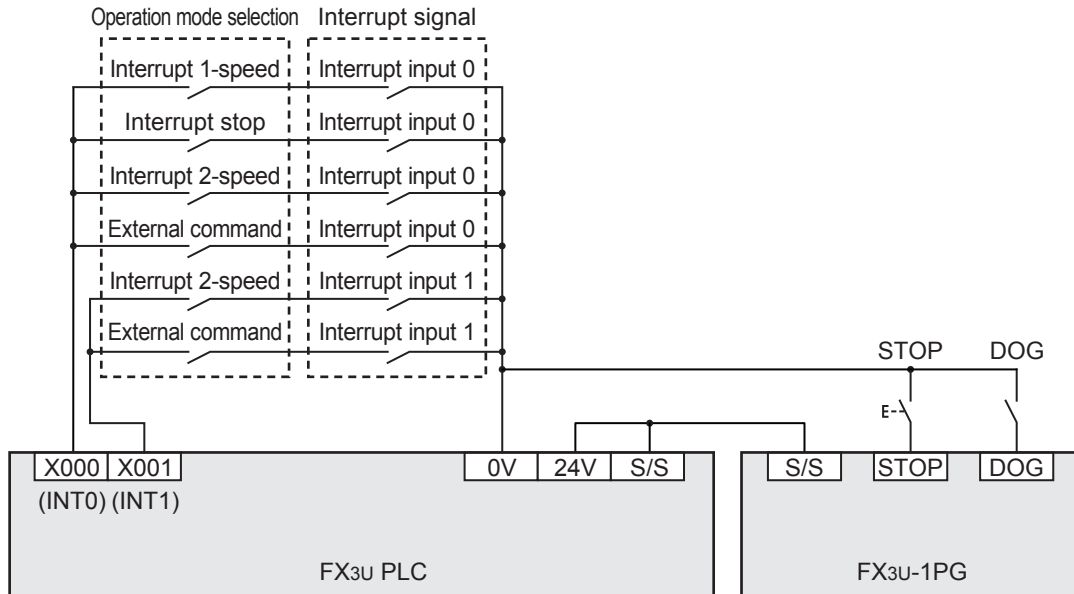 Operation mode selection Interrupt signal
Interrupt 1-speed Interrupt input 0
Interrupt stop Interrupt input 0
Interrupt 2-speed Interrupt input 0
External command Interrupt input 0
Interrupt 2-speed Interrupt input 1
External command Interrupt input 1
STOP DOG
E
X000 X001 0V 24V S/S S/S STOP DOG
(INT0) (INT1)
FX3U PLC FX3U-1PG